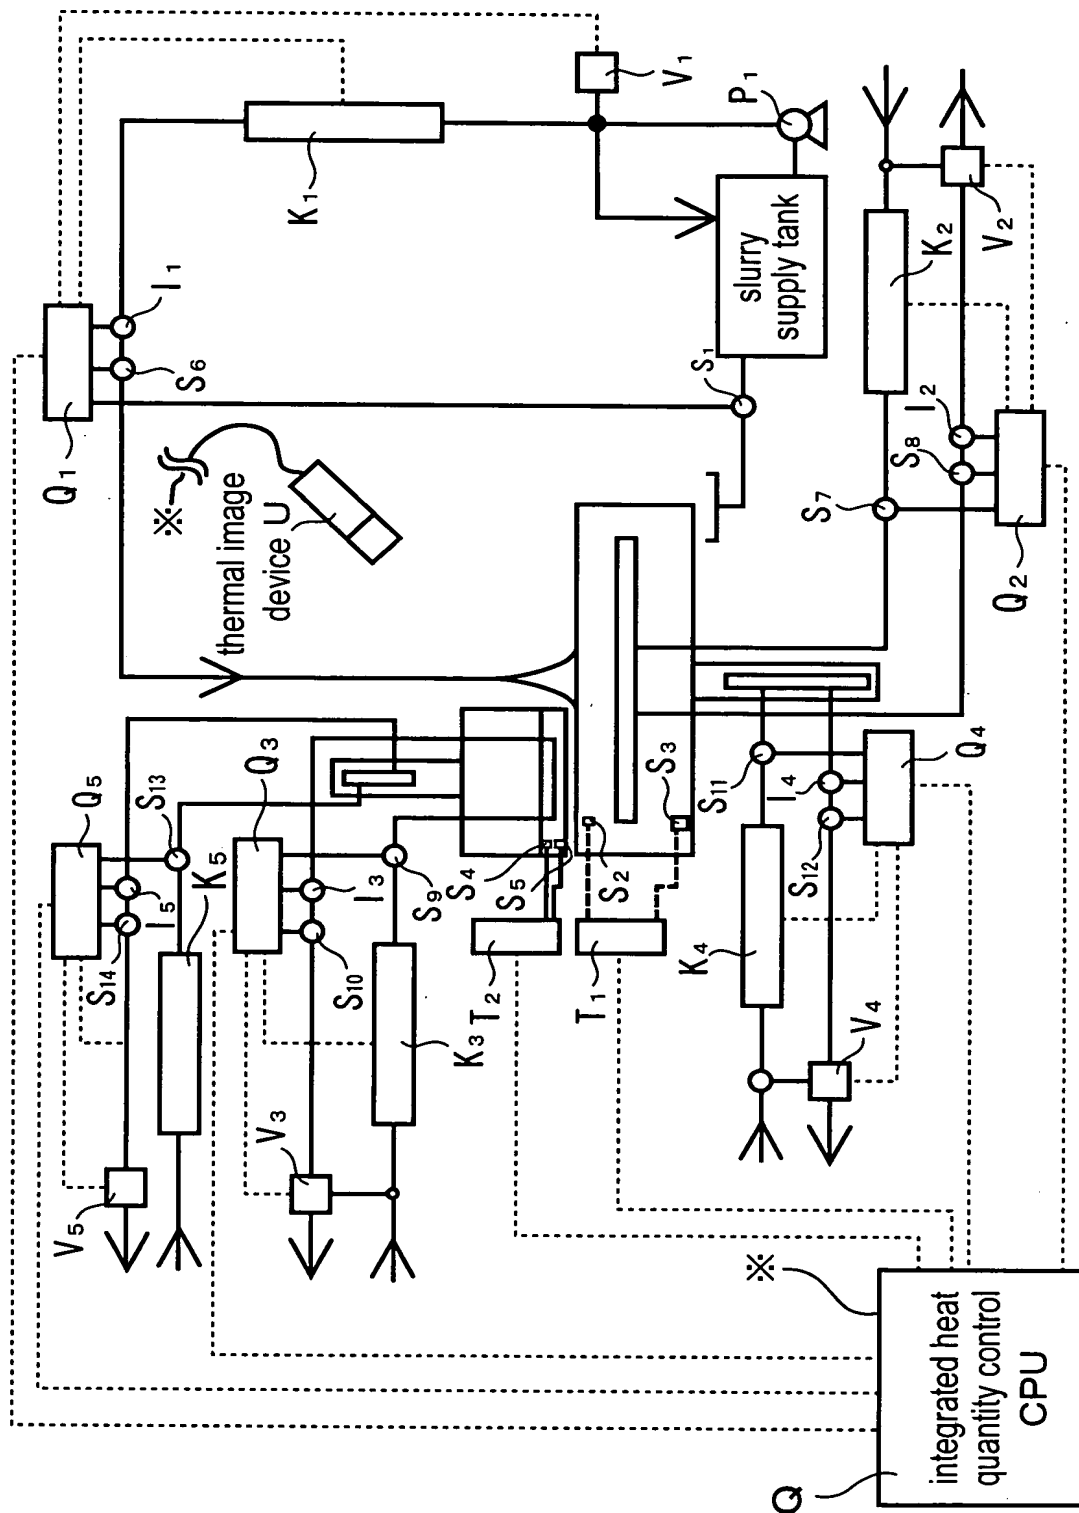 V₁
P₁
K₁
I₁
S₆
Q₁
slurry
supply tank
S₁
K₂
V₂
I₂
S₈
S₇
Q₂
※
thermal image
device U
Q₅
S₁₃
Q₃
K₅
I₅
S₁₄
I₃
S₉
S₁₀
S₄
S₅
S₂
S₃
S₁₁
I₄
Q₄
S₁₂
K₃
T₂
T₁
K₄
V₅
V₃
V₄
※
Q
integrated heat
quantity control
CPU